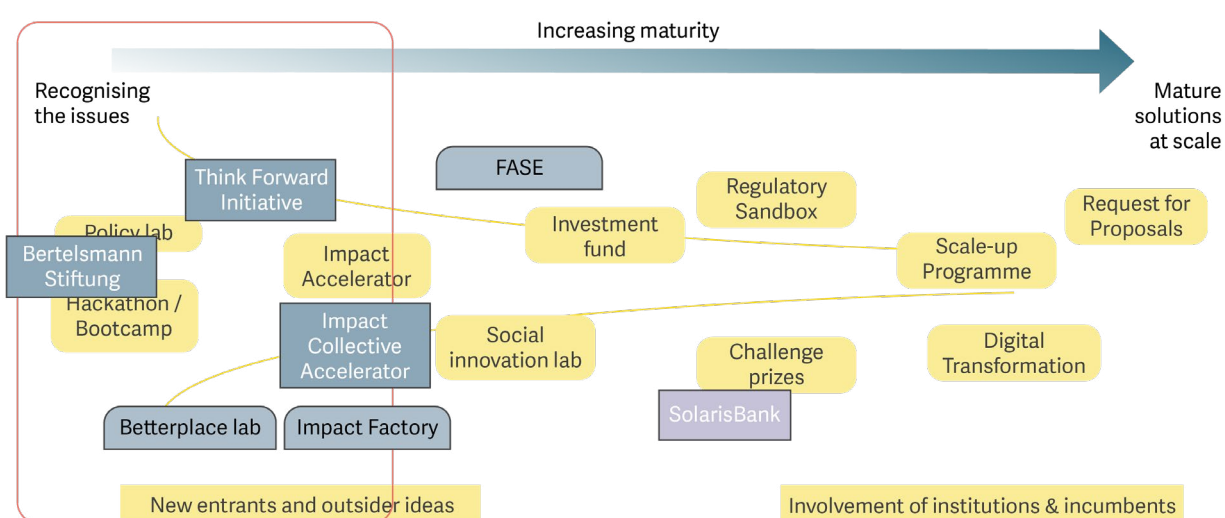 Increasing maturity
Recognising
the issues
Mature
solutions
at scale
Think Forward
Initiative
FASE
Regulatory
Sandbox
Request for
Proposals
Policy lab
Investment
fund
Bertelsmann
Stiftung
Impact
Accelerator
Scale-up
Programme
Hackathon /
Bootcamp
Impact
Collective
Accelerator
Social
innovation lab
Challenge
prizes
Digital
Transformation
SolarisBank
Betterplace lab
Impact Factory
New entrants and outsider ideas
Involvement of institutions & incumbents